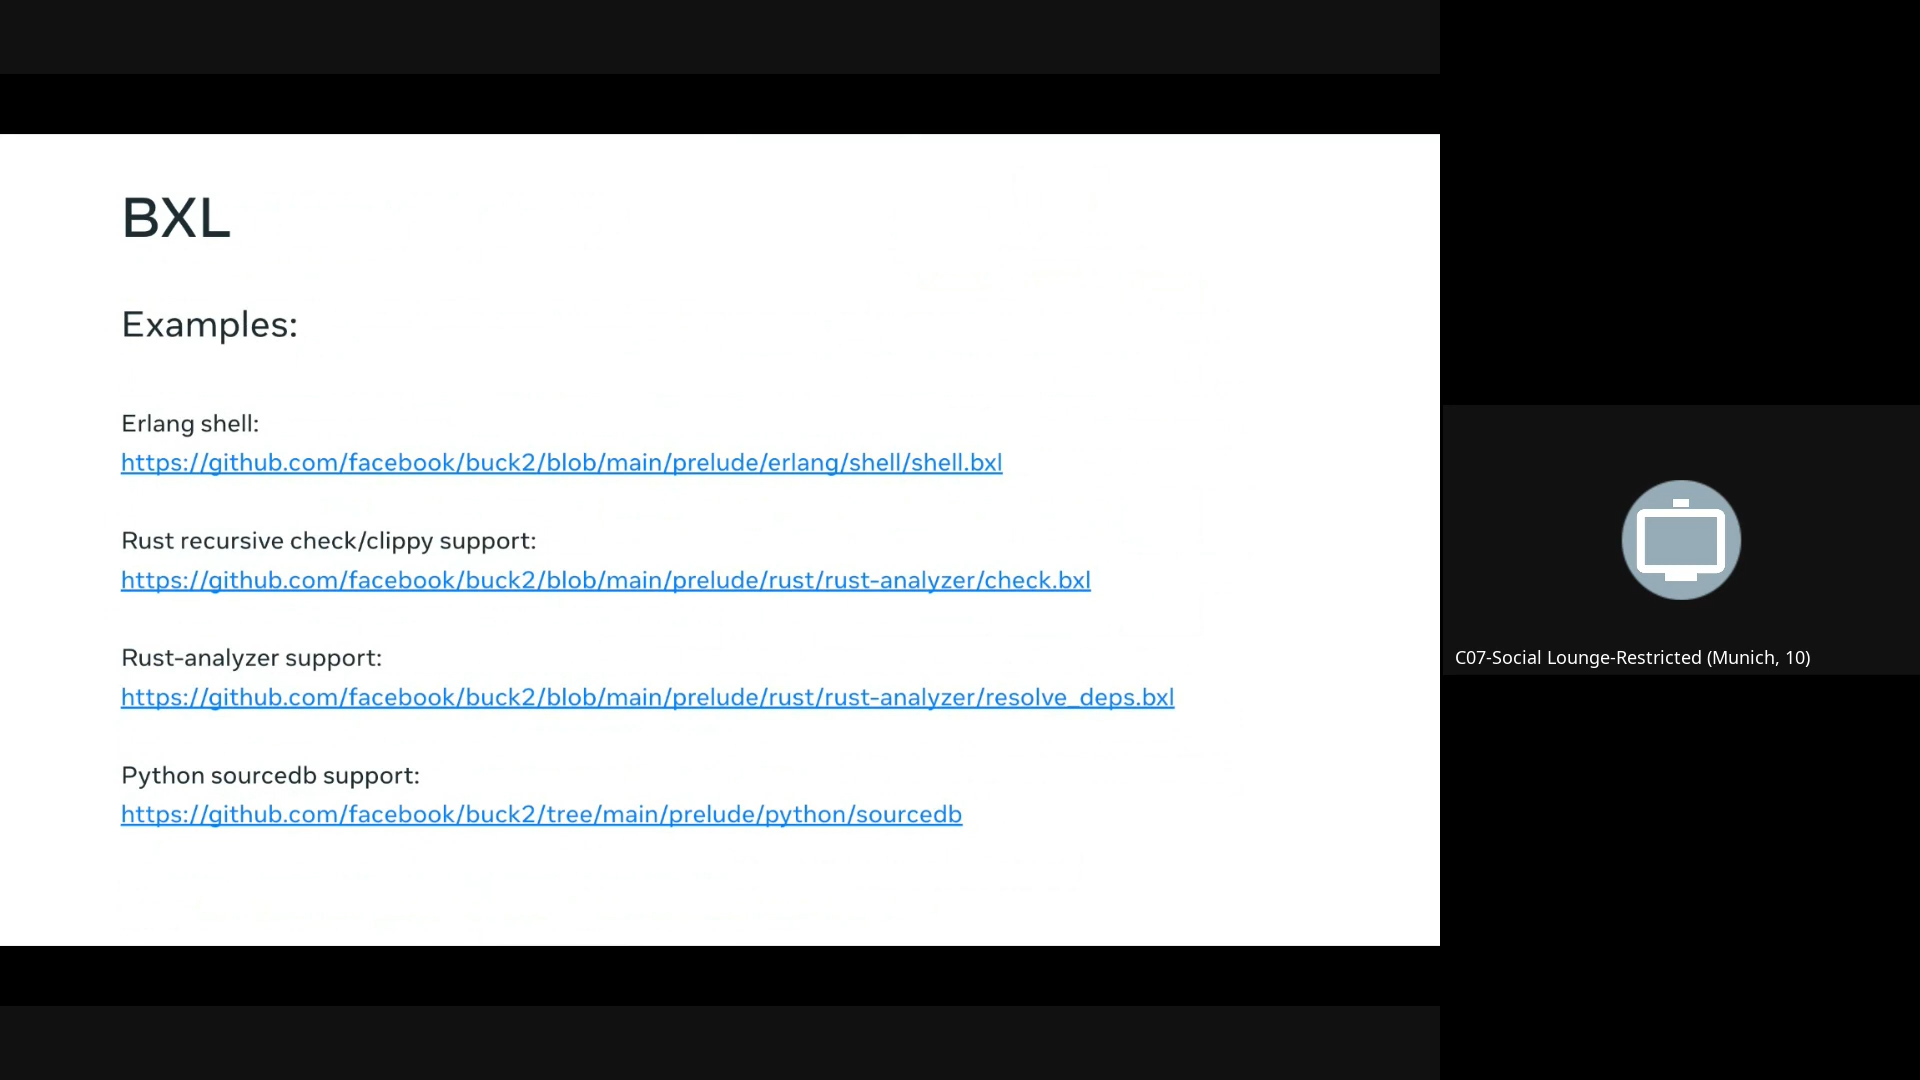 BXL
Examples:
Erlang shell:
https://github.com/facebook/buck2/blob/main/prelude/erlang/shell/shell.bxl
Rust recursive check/clippy support:
https://github.com/facebook/buck2/blob/main/prelude/rust/rust-analyzer/check.bxl
Rust-analyzer support:
https://github.com/facebook/buck2/blob/main/prelude/rust/rust-analyzer/resolve_deps.bxl
Python sourcedb support:
https://github.com/facebook/buck2/tree/main/prelude/python/sourcedb
C07-Social Lounge-Restricted (Munich, 10)